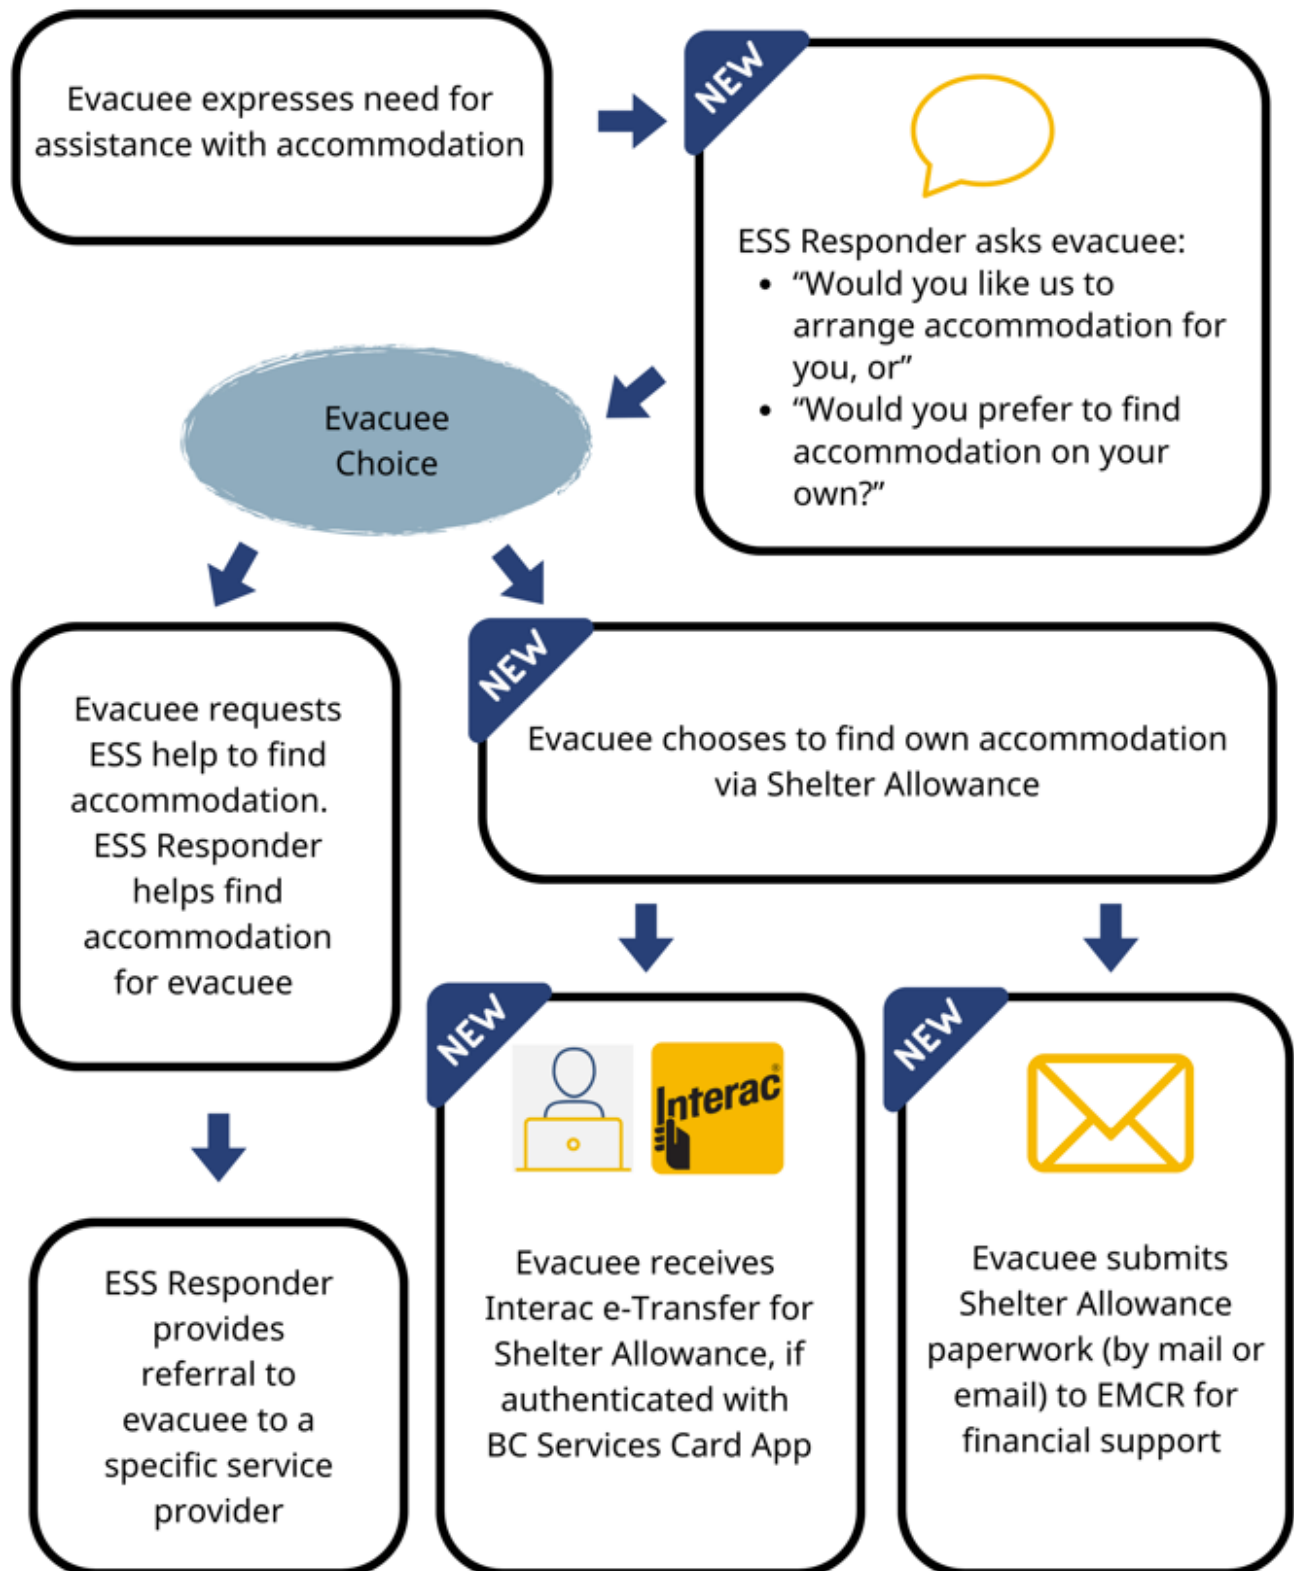 Evacuee expresses need for
assistance with accommodation
NEW
ESS Responder asks evacuee:
• “Would you like us to
arrange accommodation for
you, or”
• “Would you prefer to find
accommodation on your
own?”
Evacuee
Choice
Evacuee requests
ESS help to find
accommodation.
ESS Responder
helps find
accommodation
for evacuee
NEW
Evacuee chooses to find own accommodation
via Shelter Allowance
ESS Responder
provides
referral to
evacuee to a
specific service
provider
NEW
Interac®
Evacuee receives
Interac e-Transfer for
Shelter Allowance, if
authenticated with
BC Services Card App
NEW
Evacuee submits
Shelter Allowance
paperwork (by mail or
email) to EMCR for
financial support